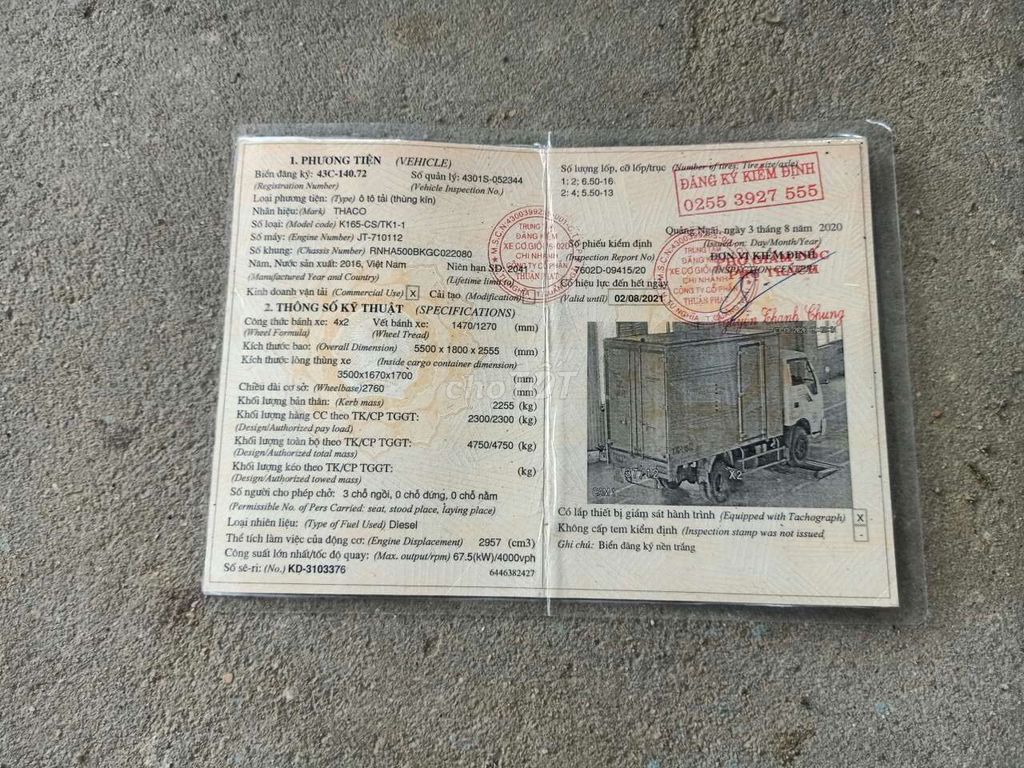 1. PHƯƠNG TIỆN (VEHICLE)
Biển đăng ký: 43C-140.72 Số quản lý: 4301S-052344
(Registration Number) (Vehicle Inspection No.)
Loại phương tiện: (Type) ô tô tải (thùng kín)
Nhãn hiệu: (Mark) THACO
Số loại: (Model code) K165-CS/TK1-1
Số máy: (Engine Number) JT-710112
Số khung: (Chassis Number) RNHA500BKGC022080
Năm, Nước sản xuất: 2016, Việt Nam Niên hạn SD: 2041
(Manufactured Year and Country) (Lifetime limit to)
Kinh doanh vận tải (Commercial Use) X Cải tạo (Modification)
2. THÔNG SỐ KỸ THUẬT (SPECIFICATIONS)
Công thức bánh xe: 4x2 Vết bánh xe: 1470/1270 (mm)
(Wheel Formula) (Wheel Tread)
Kích thước bao: (Overall Dimension) 5500 x 1800 x 2555 (mm)
Kích thước lòng thùng xe (Inside cargo container dimension)
3500x1670x1700 (mm)
Chiều dài cơ sở: (Wheelbase) 2760 (mm)
Khối lượng bản thân: (Kerb mass) 2255 (kg)
Khối lượng hàng CC theo TK/CP TGGT: 2300/2300 (kg)
(Design/Authorized pay load)
Khối lượng toàn bộ theo TK/CP TGGT: 4750/4750 (kg)
(Design/Authorized total mass)
Khối lượng kéo theo TK/CP TGGT: (kg)
(Design/Authorized towed mass)
Số người cho phép chở: 3 chỗ ngồi, 0 chỗ đứng, 0 chỗ nằm
(Permissible No. of Pers Carried: seat, stood place, laying place)
Loại nhiên liệu: (Type of Fuel Used) Diesel
Thể tích làm việc của động cơ: (Engine Displacement) 2957 (cm3)
Công suất lớn nhất/tốc độ quay: (Max. output/rpm) 67.5(kW)/4000vph
Số sê-ri: (No.) KD-3103376 6446382427
Số lượng lốp, cỡ lốp/trục (Number of tires, Tire size/axle)
1; 2; 6.50-16
2; 4; 5.50-13
ĐĂNG KÝ KIỂM ĐỊNH
0255 3927 555
Quảng Ngãi, ngày 3 tháng 8 năm 2020
(Issued on: Day/Month/Year)
Số phiếu kiểm định ĐƠN VỊ KIỂM ĐỊNH
(Inspection Report No)
7602D-09415/20
Có hiệu lực đến hết ngày
(Valid until) 02/08/2021
TRUNG TÂM
ĐĂNG KIỂM
XE CƠ GIỚI
CHI NHÁNH
CÔNG TY CỔ PHẦN
THUẬN PHÁT
Nguyễn Thanh Chung
chợTỐT
Có lắp thiết bị giám sát hành trình (Equipped with Tachograph) X
Không cấp tem kiểm định (Inspection stamp was not issued) -
Ghi chú: Biển đăng ký nền trắng